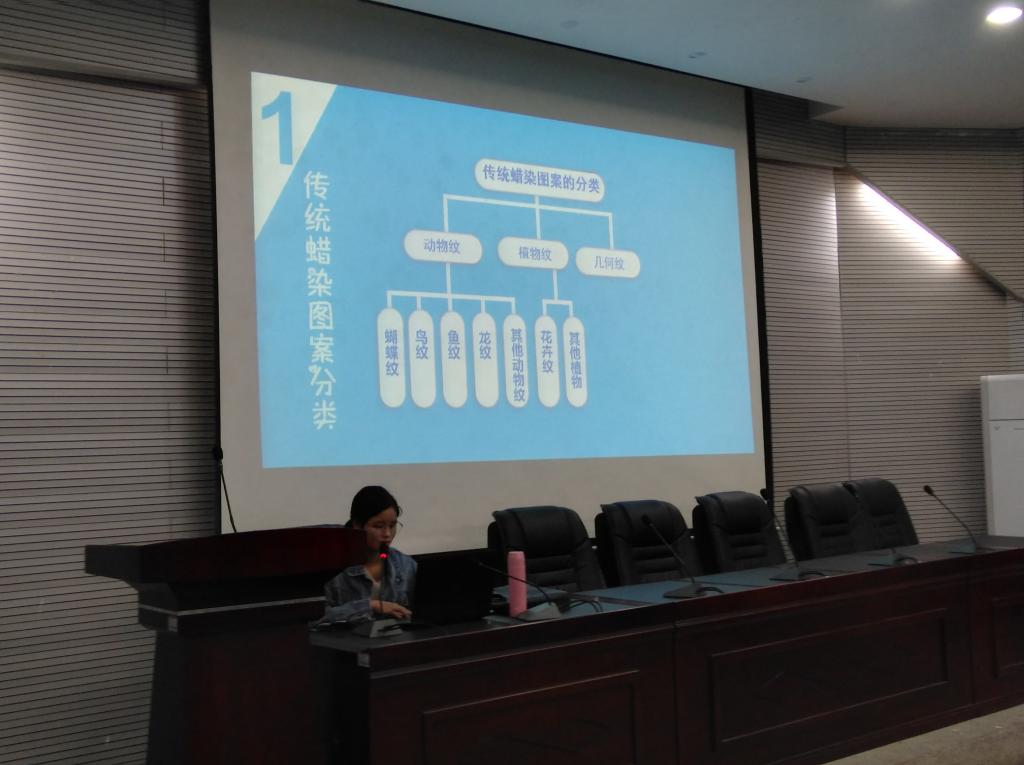 1
传统蜡染图案分类
传统蜡染图案的分类
动物纹
植物纹
几何纹
蝴蝶纹
鸟纹
鱼纹
龙纹
其他动物纹
花卉纹
其他植物